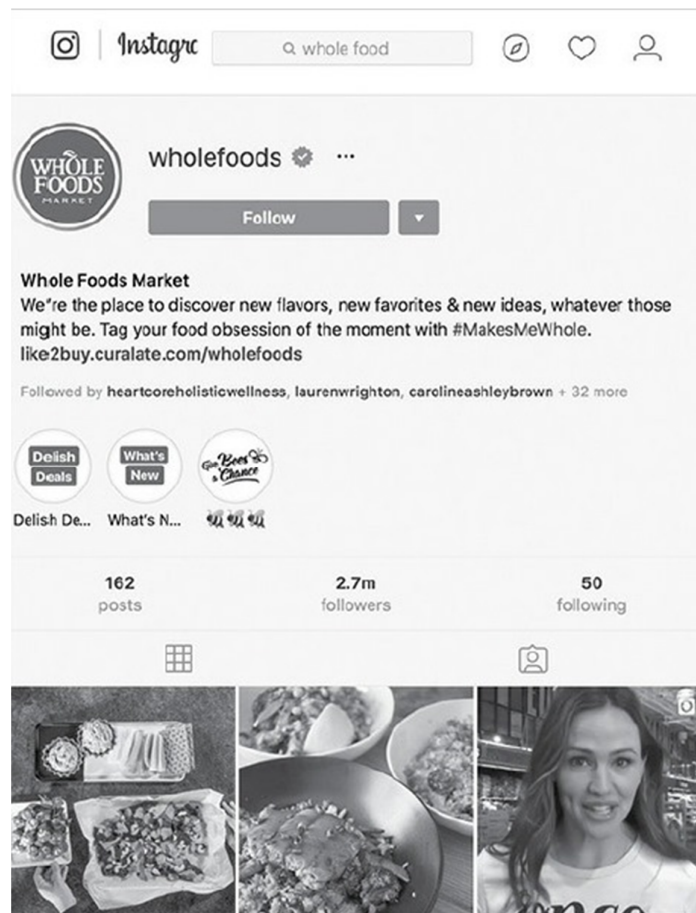 Instagrc
whole food
WHOLE
FOODS
MARKET
wholefoods
Follow
Whole Foods Market
We're the place to discover new flavors, new favorites & new ideas, whatever those
might be. Tag your food obsession of the moment with #MakesMeWhole.
like2buy.curalate.com/wholefoods
Followed by heartcoreholisticwellness, laurenwrighton, carolineashleybrown + 32 more
Delish
Deals
What's
New
Give Bees
a Chance
Delish De...
What's N...
162
posts
2.7m
followers
50
following